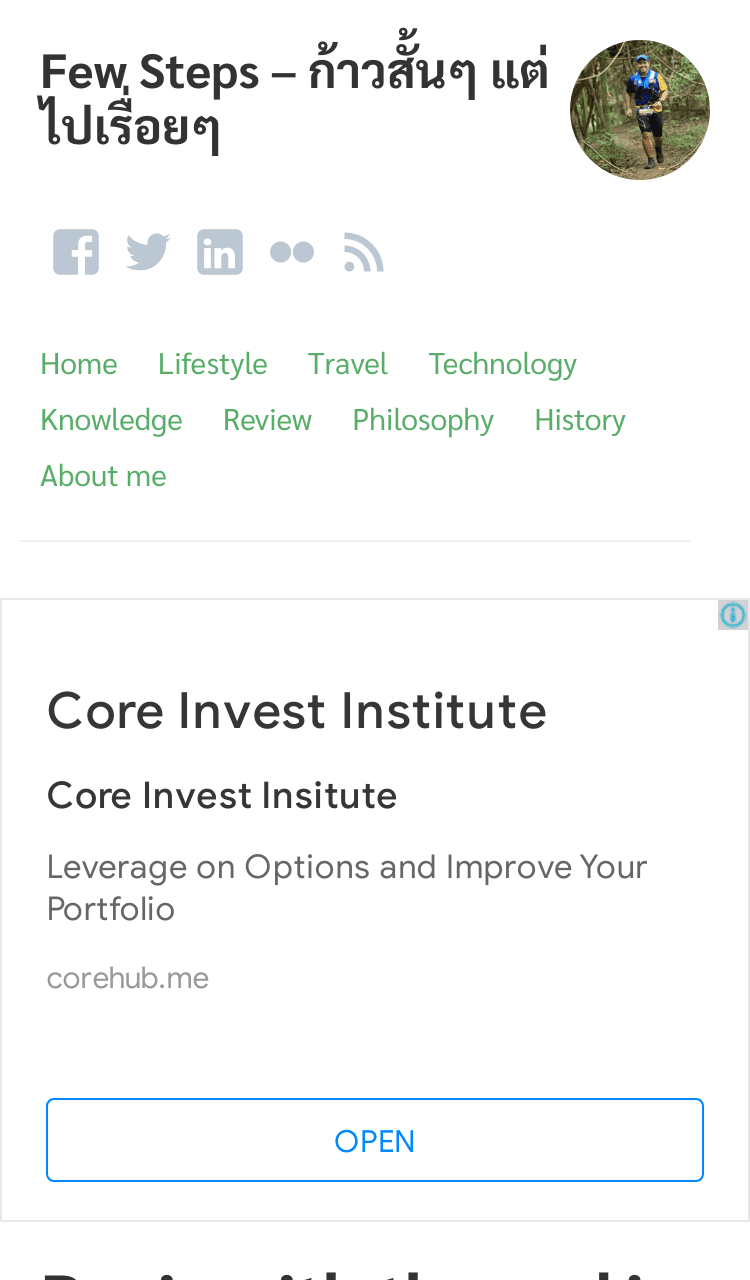 Few Steps – ก้าวสั้นๆ แต่
ไปเรื่อยๆ
Home Lifestyle Travel Technology
Knowledge Review Philosophy History
About me
Core Invest Institute
Core Invest Insitute
Leverage on Options and Improve Your
Portfolio
corehub.me
OPEN